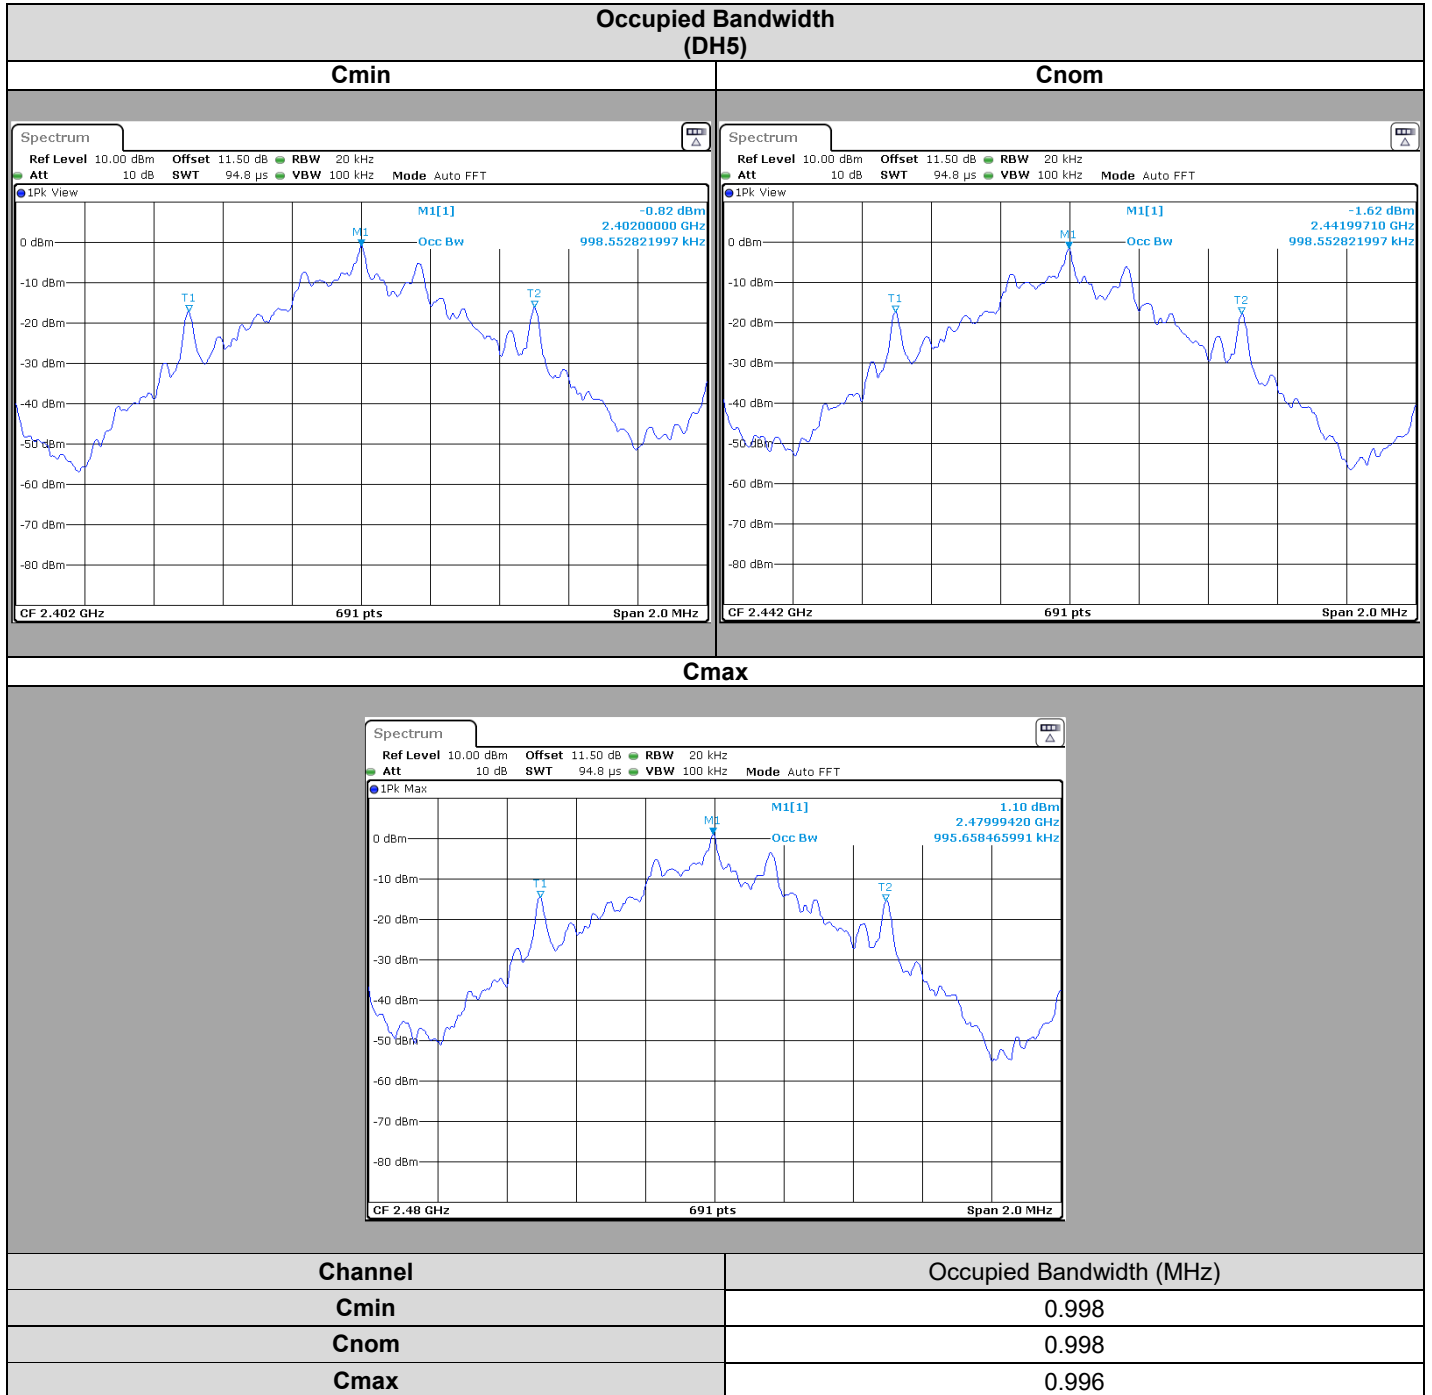 Occupied Bandwidth
(DH5)
Cmin
Cnom
Spectrum
Ref Level 10.00 dBm Offset 11.50 dB RBW 20 kHz
Att 10 dB SWT 94.8 µs VBW 100 kHz Mode Auto FFT
1Pk View
M1[1] -0.82 dBm
2.40200000 GHz
Occ Bw 998.552821997 kHz
M1
T1
T2
0 dBm
-10 dBm
-20 dBm
-30 dBm
-40 dBm
-50 dBm
-60 dBm
-70 dBm
-80 dBm
CF 2.402 GHz 691 pts Span 2.0 MHz
Spectrum
Ref Level 10.00 dBm Offset 11.50 dB RBW 20 kHz
Att 10 dB SWT 94.8 µs VBW 100 kHz Mode Auto FFT
1Pk View
M1[1] -1.62 dBm
2.44199710 GHz
Occ Bw 998.552821997 kHz
M1
T1
T2
0 dBm
-10 dBm
-20 dBm
-30 dBm
-40 dBm
-50 dBm
-60 dBm
-70 dBm
-80 dBm
CF 2.442 GHz 691 pts Span 2.0 MHz
Cmax
Spectrum
Ref Level 10.00 dBm Offset 11.50 dB RBW 20 kHz
Att 10 dB SWT 94.8 µs VBW 100 kHz Mode Auto FFT
1Pk Max
M1[1] 1.10 dBm
2.47999420 GHz
Occ Bw 995.658465991 kHz
M1
T1
T2
0 dBm
-10 dBm
-20 dBm
-30 dBm
-40 dBm
-50 dBm
-60 dBm
-70 dBm
-80 dBm
CF 2.48 GHz 691 pts Span 2.0 MHz
Channel Occupied Bandwidth (MHz)
Cmin 0.998
Cnom 0.998
Cmax 0.996